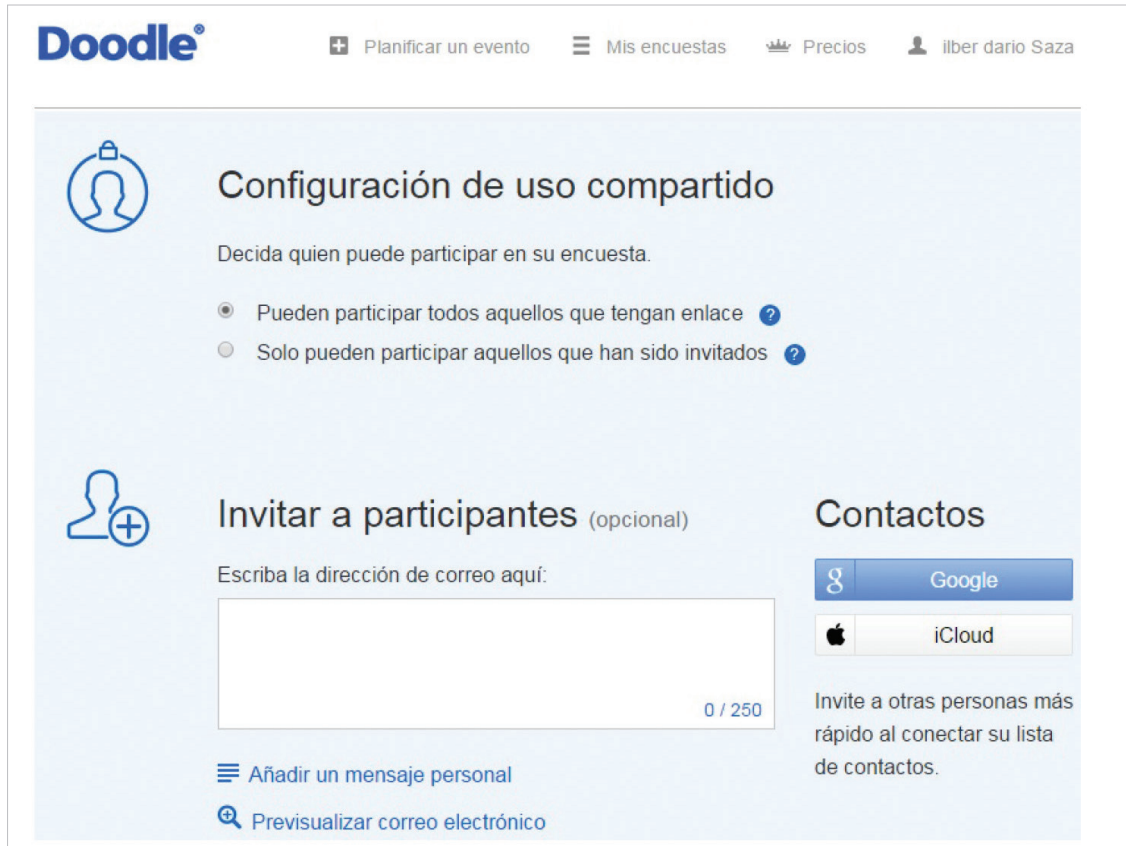 Doodle®
Planificar un evento
Mis encuestas
Precios
ilber dario Saza
Configuración de uso compartido
Decida quien puede participar en su encuesta.
Pueden participar todos aquellos que tengan enlace ?
Solo pueden participar aquellos que han sido invitados ?
Invitar a participantes (opcional)
Escriba la dirección de correo aquí:
0 / 250
Añadir un mensaje personal
Previsualizar correo electrónico
Contactos
g Google
iCloud
Invite a otras personas más
rápido al conectar su lista
de contactos.